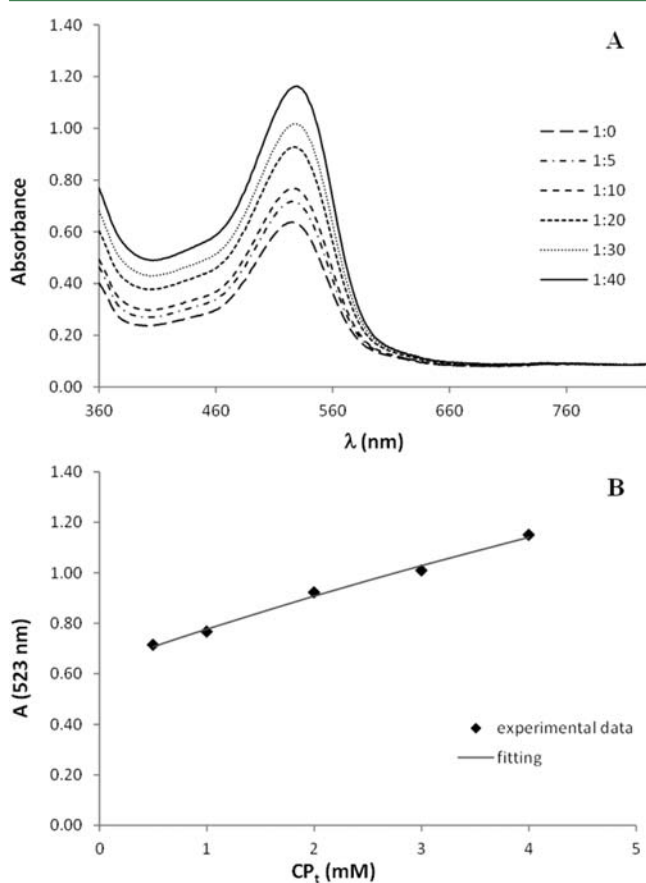 1.40
A
1.20
1.00
0.80
0.60
0.40
0.20
0.00
Absorbance
1:0
1:5
1:10
1:20
1:30
1:40
360 460 560 660 760
λ (nm)
1.40
B
1.20
1.00
0.80
0.60
0.40
0.20
0.00
A (523 nm)
experimental data
fitting
0 1 2 3 4 5
CPt (mM)